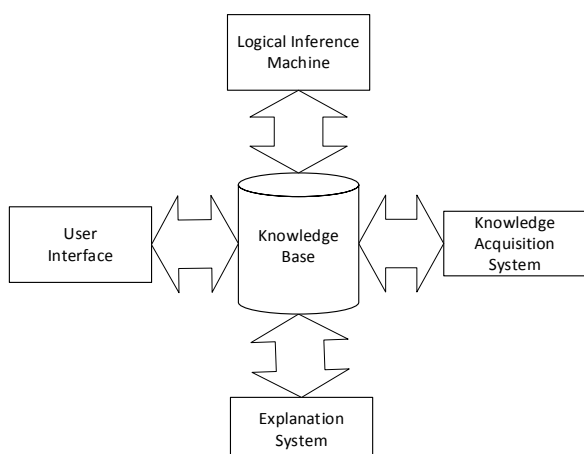 Logical Inference
Machine
User
Interface
Knowledge
Base
Knowledge
Acquisition
System
Explanation
System